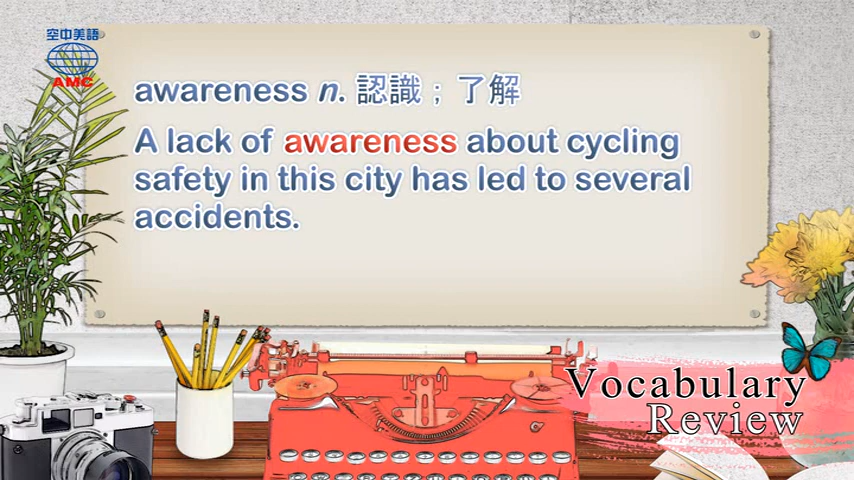 空中美語
AMC
awareness n. 認識；了解
A lack of awareness about cycling
safety in this city has led to several
accidents.
Vocabulary
Review